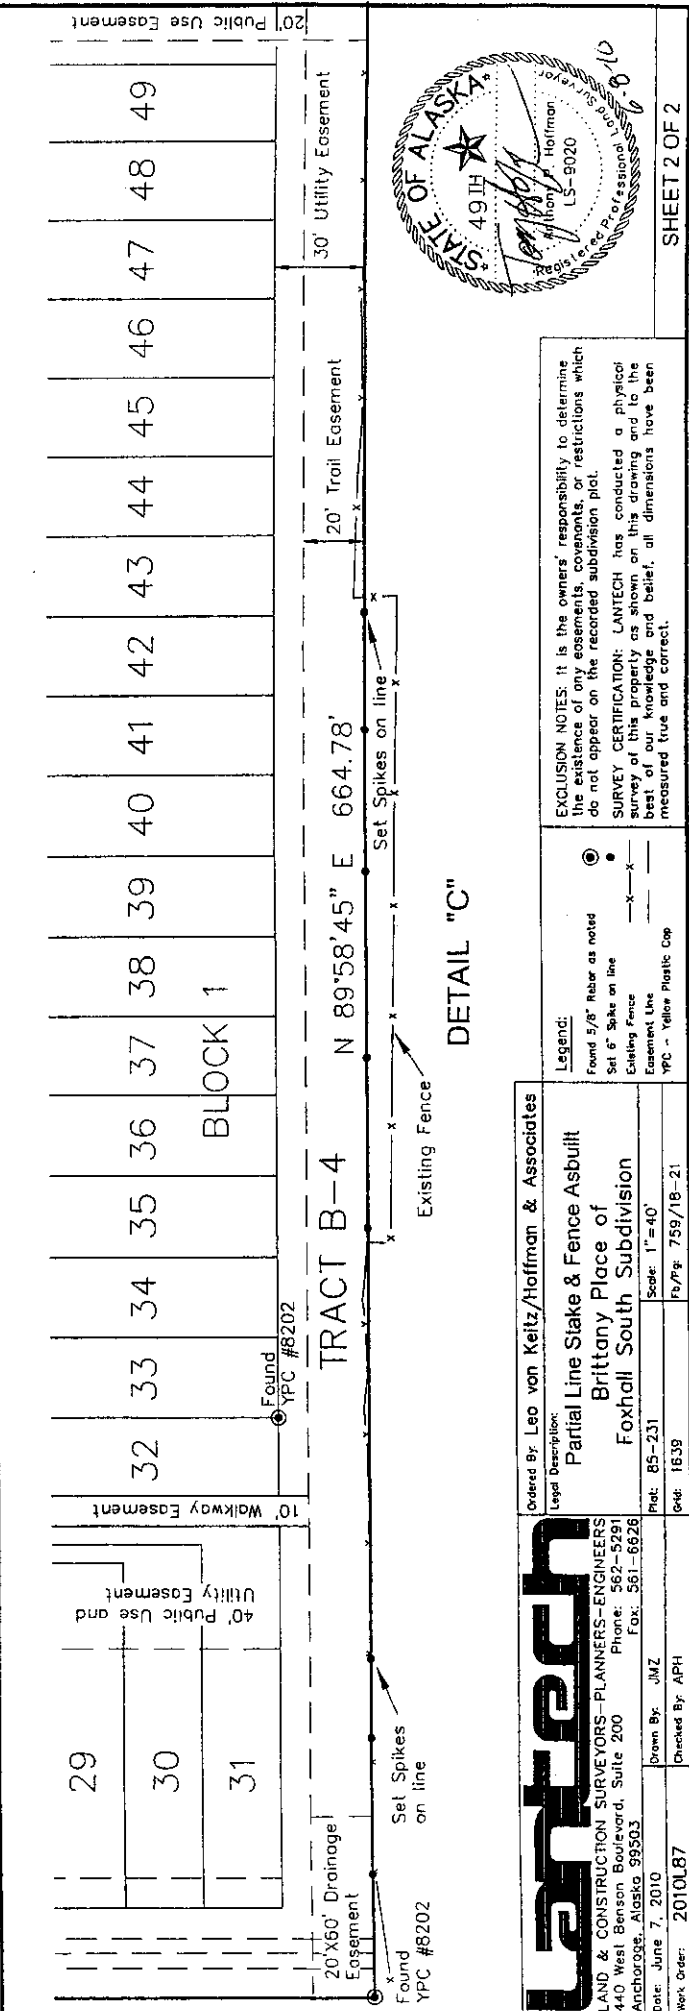 29
30
31
32
33
34
35
36
37
38
39
40
41
42
43
44
45
46
47
48
49
BLOCK 1
40' Public Use and
Utility Easement
10' Walkway Easement
20' Public Use Easement
20'X60' Drainage
Easement
Found
YPC #8202
Set Spikes
on line
Found
YPC #8202
TRACT B-4
N 89°58'45" E 664.78'
Existing Fence
Set Spikes on line
20' Trail Easement
30' Utility Easement
DETAIL "C"
STATE OF ALASKA
49 TH
Anthony P. Hoffman
LS-9020
Registered Professional Land Surveyor
6-8-10
Lantech
LAND & CONSTRUCTION SURVEYORS-PLANNERS-ENGINEERS
440 West Benson Boulevard, Suite 200 Phone: 562-5291
Anchorage, Alaska 99503 Fax: 561-6626
Date: June 7, 2010
Drawn By: JMZ
Work Order: 2010L87
Checked By: APH
Ordered By: Leo von Keitz/Hoffman & Associates
Legal Description:
Partial Line Stake & Fence Asbuilt
Brittany Place of
Foxhall South Subdivision
Plat: 85-231
Scale: 1"=40'
Grid: 1639
Fb/Pg: 759/18-21
Legend:
Found 5/8" Rebar as noted
Set 6" Spike on line
Existing Fence
Easement Line
YPC - Yellow Plastic Cap
EXCLUSION NOTES: It is the owners' responsibility to determine
the existence of any easements, covenants, or restrictions which
do not appear on the recorded subdivision plat.
SURVEY CERTIFICATION: LANTECH has conducted a physical
survey of this property as shown on this drawing and to the
best of our knowledge and belief, all dimensions have been
measured true and correct.
SHEET 2 OF 2